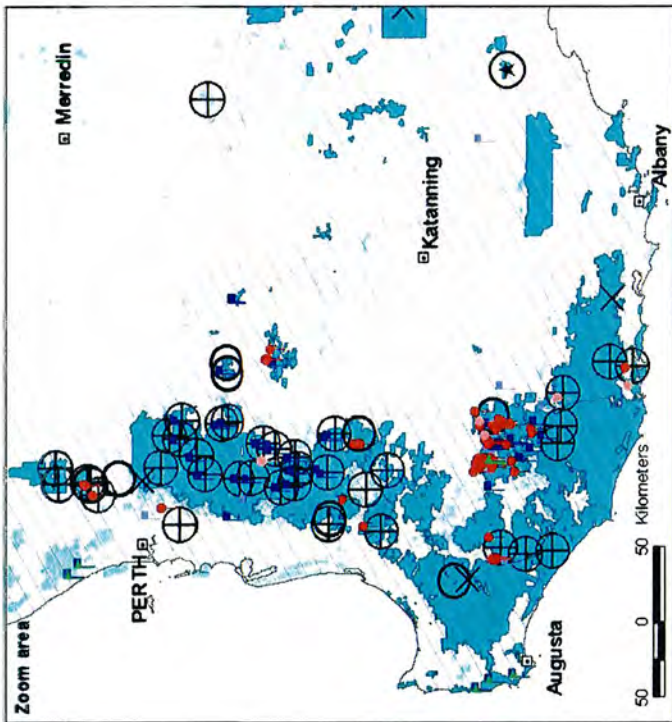 Zoom area
Merredin
PERTH
Katanning
Albany
Augusta
50 0 50
Kilometers